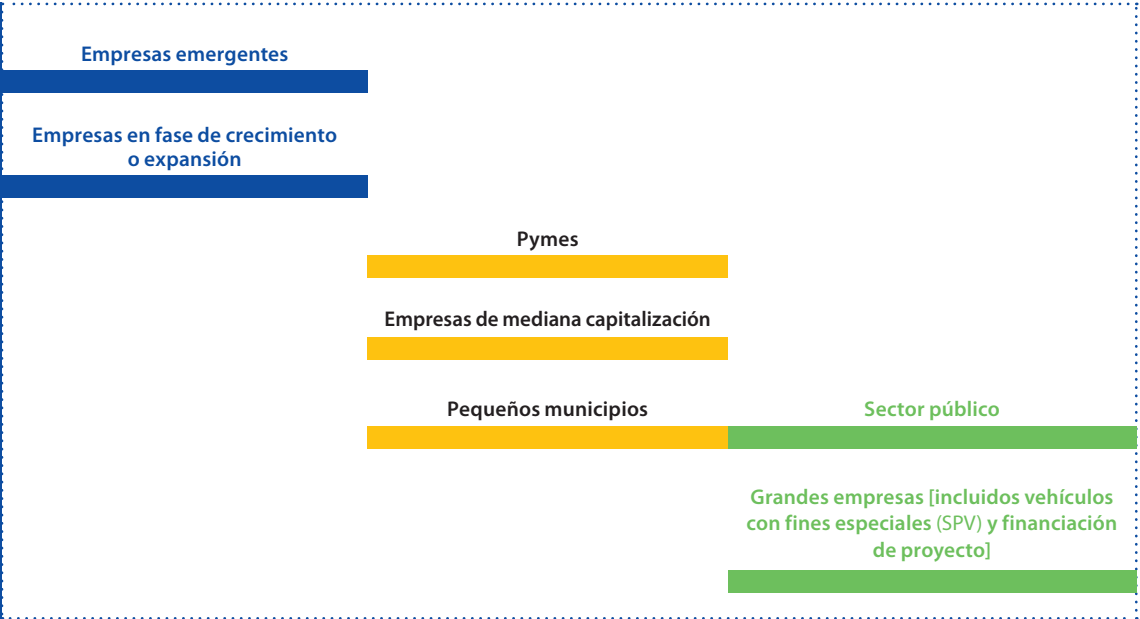 Empresas emergentes
Empresas en fase de crecimiento
o expansión
Pymes
Empresas de mediana capitalización
Pequeños municipios
Sector público
Grandes empresas [incluidos vehículos
con fines especiales (SPV) y financiación
de proyecto]